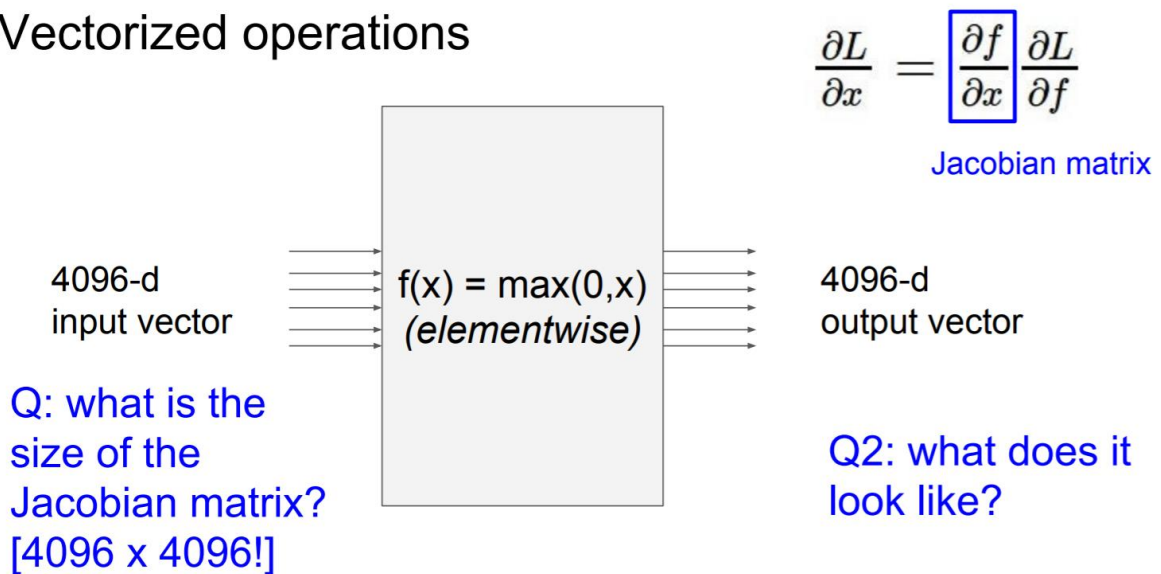 Vectorized operations
∂L/∂x = ∂f/∂x ∂L/∂f
Jacobian matrix
4096-d
input vector
f(x) = max(0,x)
(elementwise)
4096-d
output vector
Q: what is the
size of the
Jacobian matrix?
[4096 x 4096!]
Q2: what does it
look like?